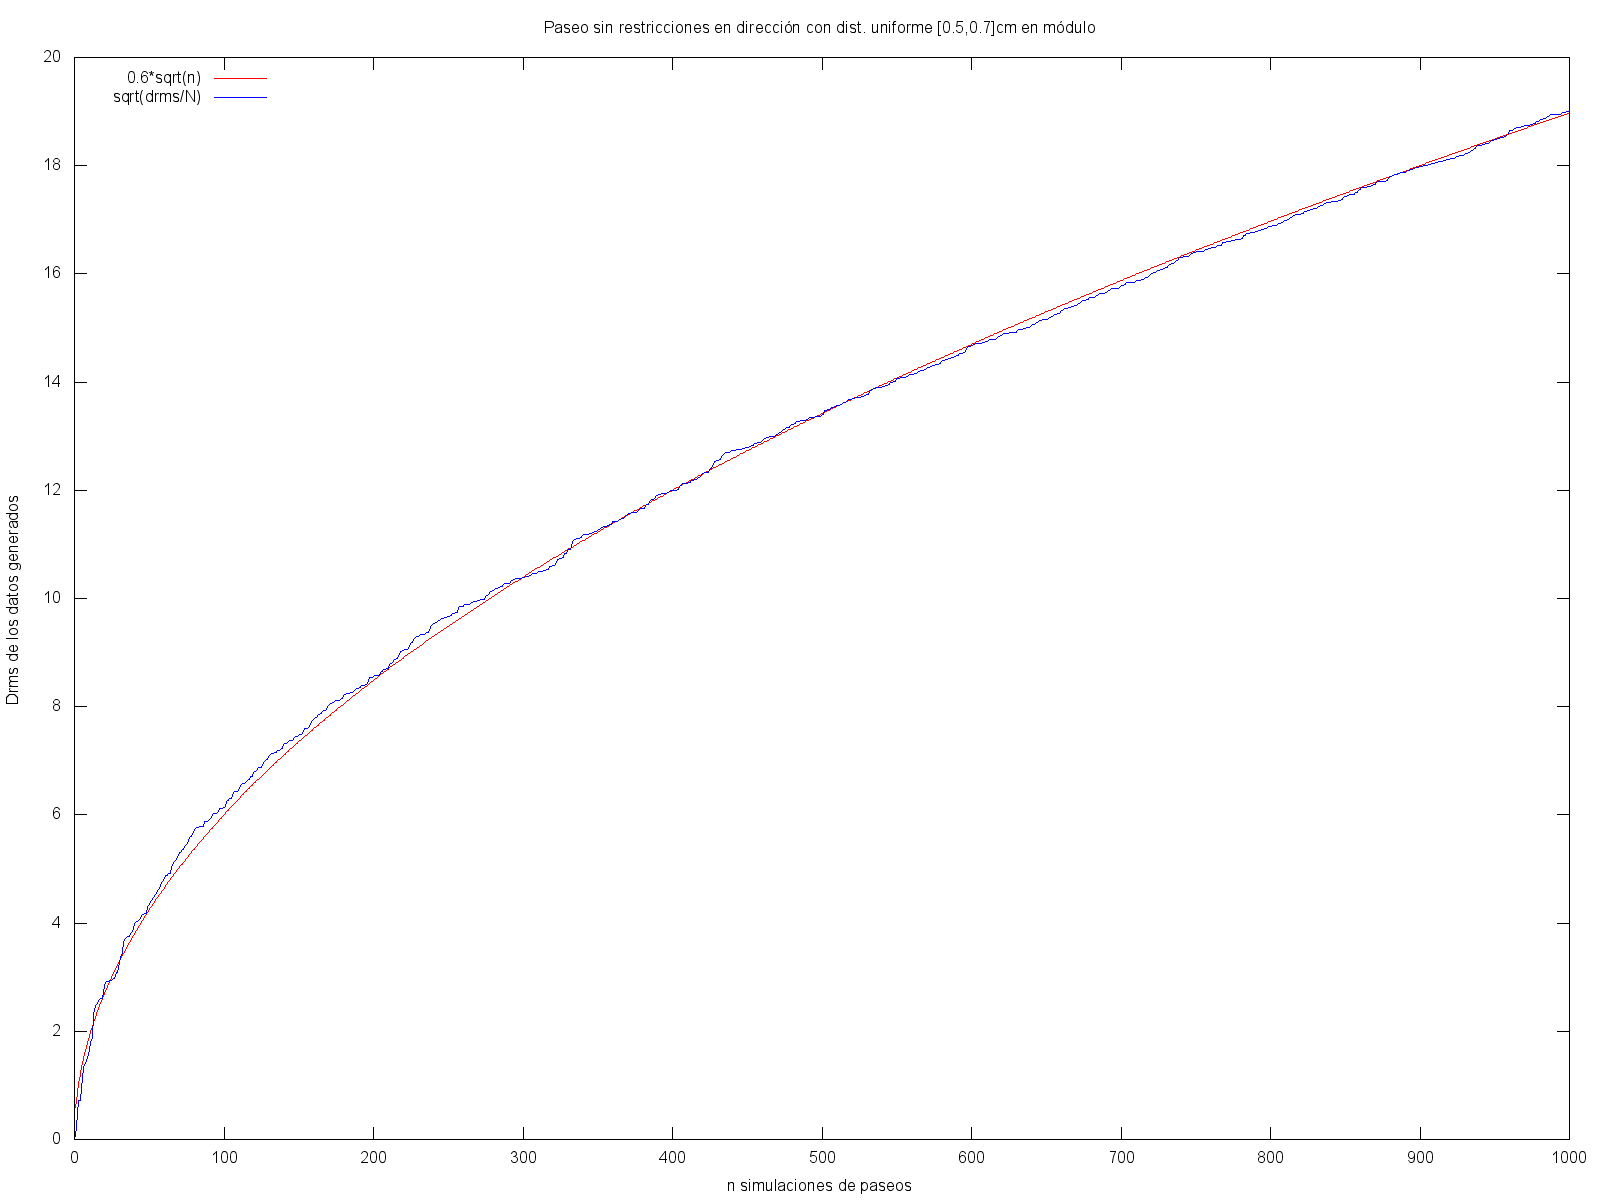 Paseo sin restricciones en dirección con dist. uniforme [0.5,0.7]cm en módulo
0.6*sqrt(n)
sqrt(drms/N)
20
18
16
14
12
10
8
6
4
2
0
Drms de los datos generados
0 100 200 300 400 500 600 700 800 900 1000
n simulaciones de paseos